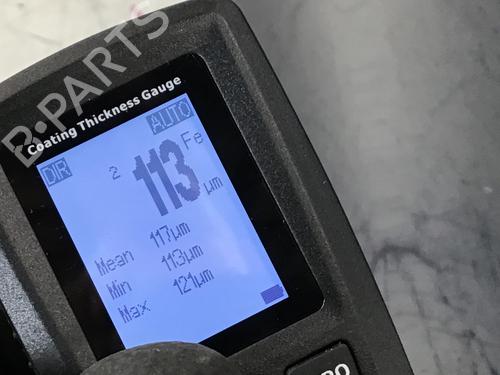 B-PARTS
Coating Thickness Gauge
DIR AUTO
2 113 Fe
µm
Mean 117µm
Min 113µm
Max 121µm